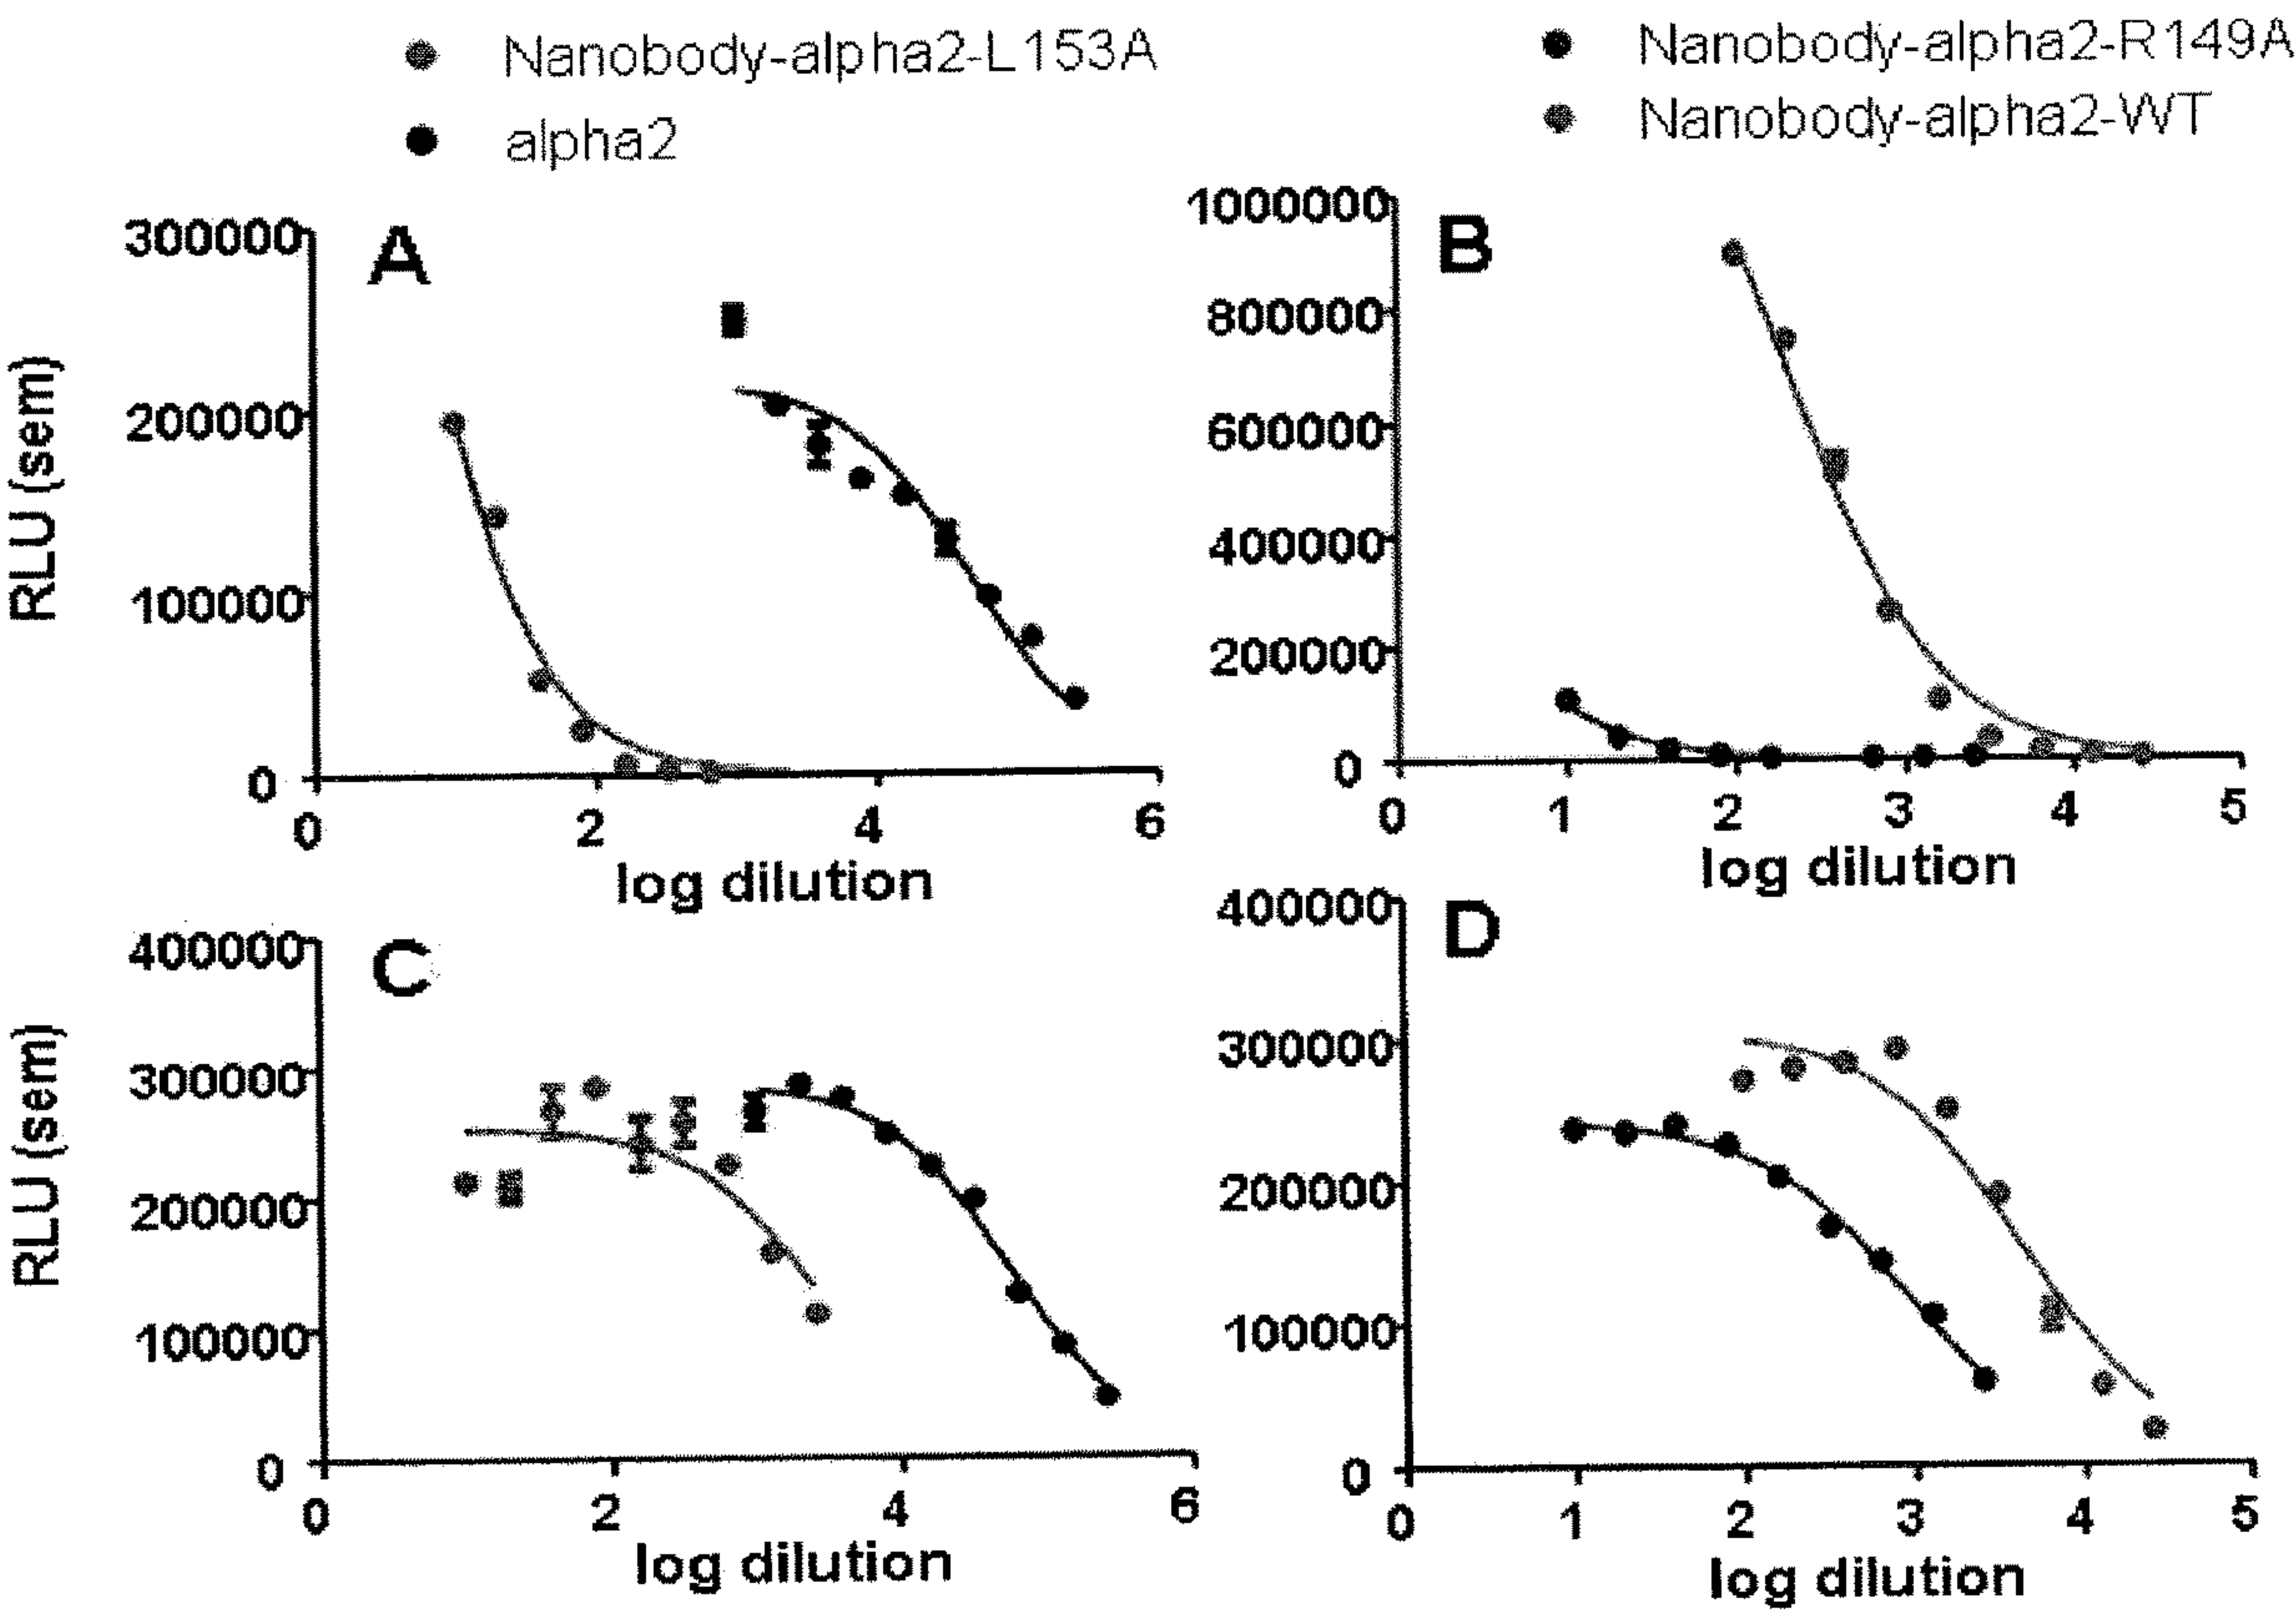 Nanobody-alpha2-L153A
alpha2
Nanobody-alpha2-R149A
Nanobody-alpha2-WT
A
RLU (sem)
300000
200000
100000
0
0 2 4 6
log dilution
B
1000000
800000
600000
400000
200000
0
0 1 2 3 4 5
log dilution
C
RLU (sem)
400000
300000
200000
100000
0
0 2 4 6
log dilution
D
400000
300000
200000
100000
0
0 1 2 3 4 5
log dilution